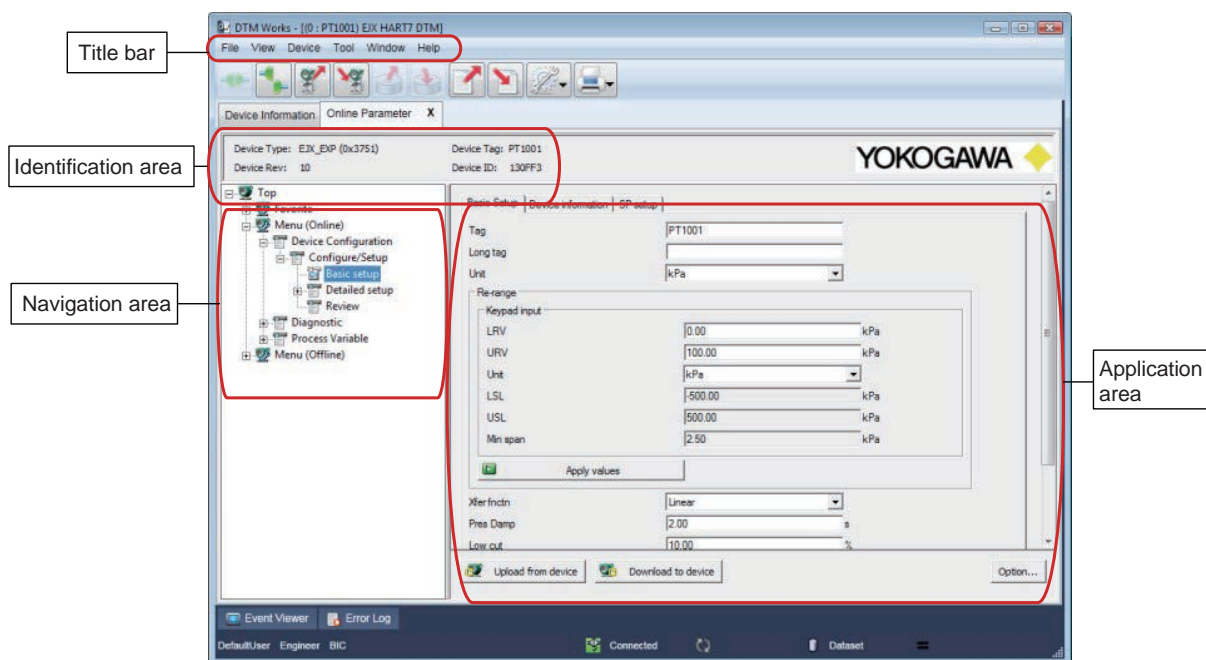 DTM Works - [(0 : PT1001) EJX HART7 DTM]
Title bar
File View Device Tool Window Help
Device Information Online Parameter X
Identification area
Device Type: EJX_EXP (0x3751) Device Tag: PT1001
Device Rev: 10 Device ID: 130FF3
YOKOGAWA
Top
Favorite
Menu (Online)
Device Configuration
Configure/Setup
Basic setup
Detailed setup
Review
Diagnostic
Process Variable
Menu (Offline)
Navigation area
Basic Setup Device Information SP setup
Tag PT1001
Long tag
Unit kPa
Re-range
Keypad input
LRV 0.00 kPa
URV 100.00 kPa
Unit kPa
LSL -500.00 kPa
USL 500.00 kPa
Min span 2.50 kPa
Apply values
Xfer fnctn Linear
Pres Damp 2.00 s
Low cut 10.00 %
Application
area
Upload from device Download to device Option...
Event Viewer Error Log
DefaultUser Engineer BIC Connected Dataset